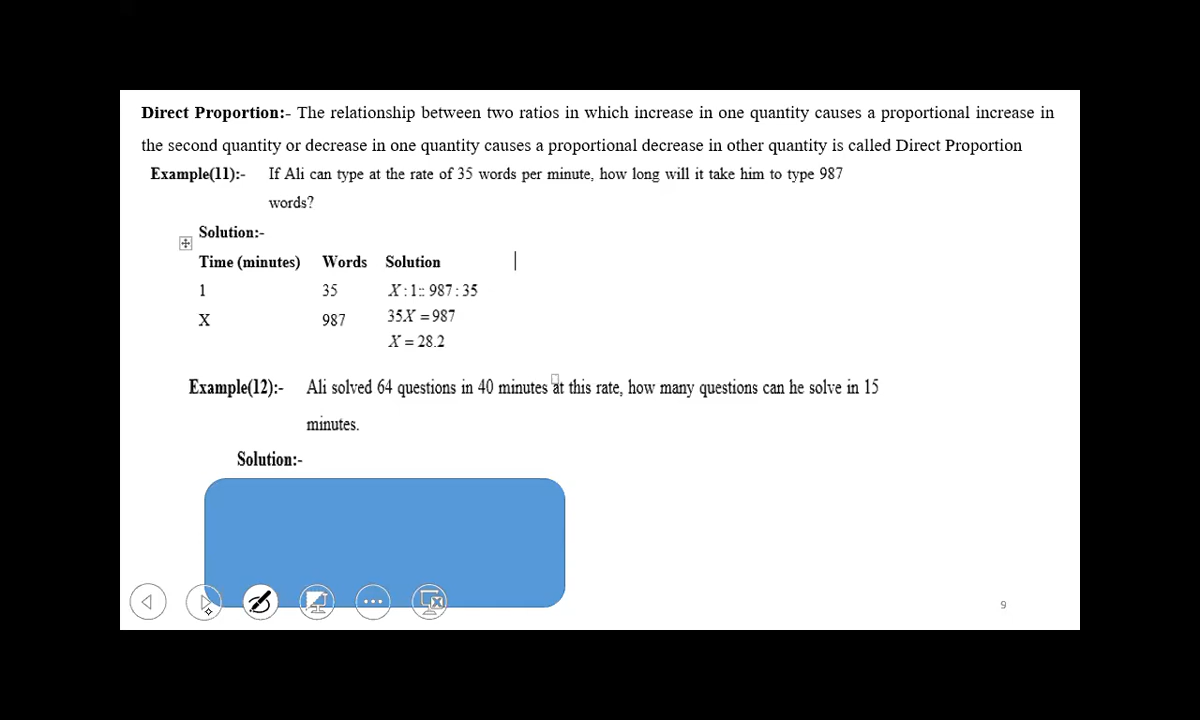 Direct Proportion:- The relationship between two ratios in which increase in one quantity causes a proportional increase in
the second quantity or decrease in one quantity causes a proportional decrease in other quantity is called Direct Proportion
Example(11):- If Ali can type at the rate of 35 words per minute, how long will it take him to type 987
words?
Solution:-
Time (minutes) Words Solution
1 35 X : 1 :: 987 : 35
X 987 35X = 987
X = 28.2
Example(12):- Ali solved 64 questions in 40 minutes at this rate, how many questions can he solve in 15
minutes.
Solution:-
9